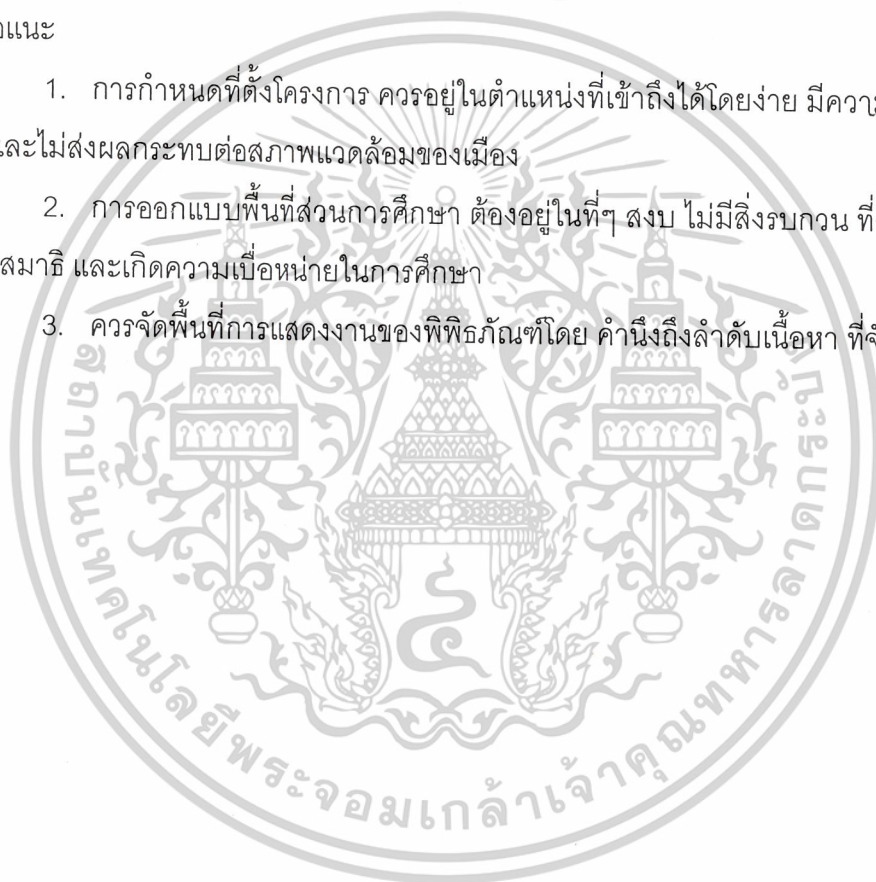 อแนะ
1. การกำหนดที่ตั้งโครงการ ควรอยู่ในตำแหน่งที่เข้าถึงได้โดยง่าย มีความ
และไม่ส่งผลกระทบต่อสภาพแวดล้อมของเมือง
2. การออกแบบพื้นที่ส่วนการศึกษา ต้องอยู่ในที่ๆ สงบ ไม่มีสิ่งรบกวน ที่
สมาธิ และเกิดความเบื่อหน่ายในการศึกษา
3. ควรจัดพื้นที่การแสดงงานของพิพิธภัณฑ์โดย คำนึงถึงลำดับเนื้อหา ที่จ
สถาบันเทคโนโลยีพระจอมเกล้าเจ้าคุณทหารลาดกระบัง
๔